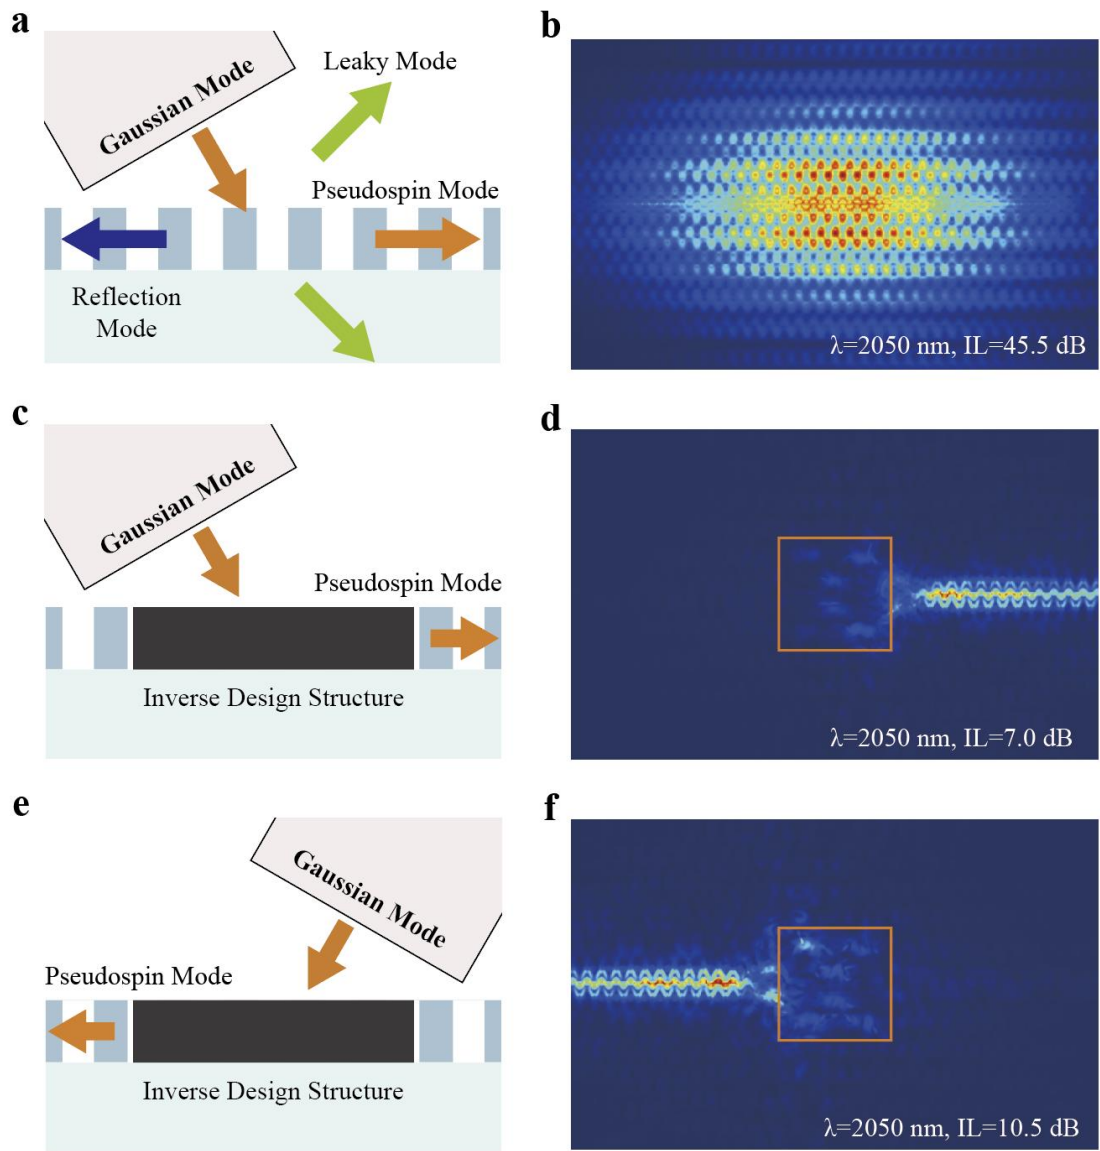 a
Gaussian Mode
Leaky Mode
Pseudospin Mode
Reflection
Mode
b
λ=2050 nm, IL=45.5 dB
c
Gaussian Mode
Pseudospin Mode
Inverse Design Structure
d
λ=2050 nm, IL=7.0 dB
e
Gaussian Mode
Pseudospin Mode
Inverse Design Structure
f
λ=2050 nm, IL=10.5 dB